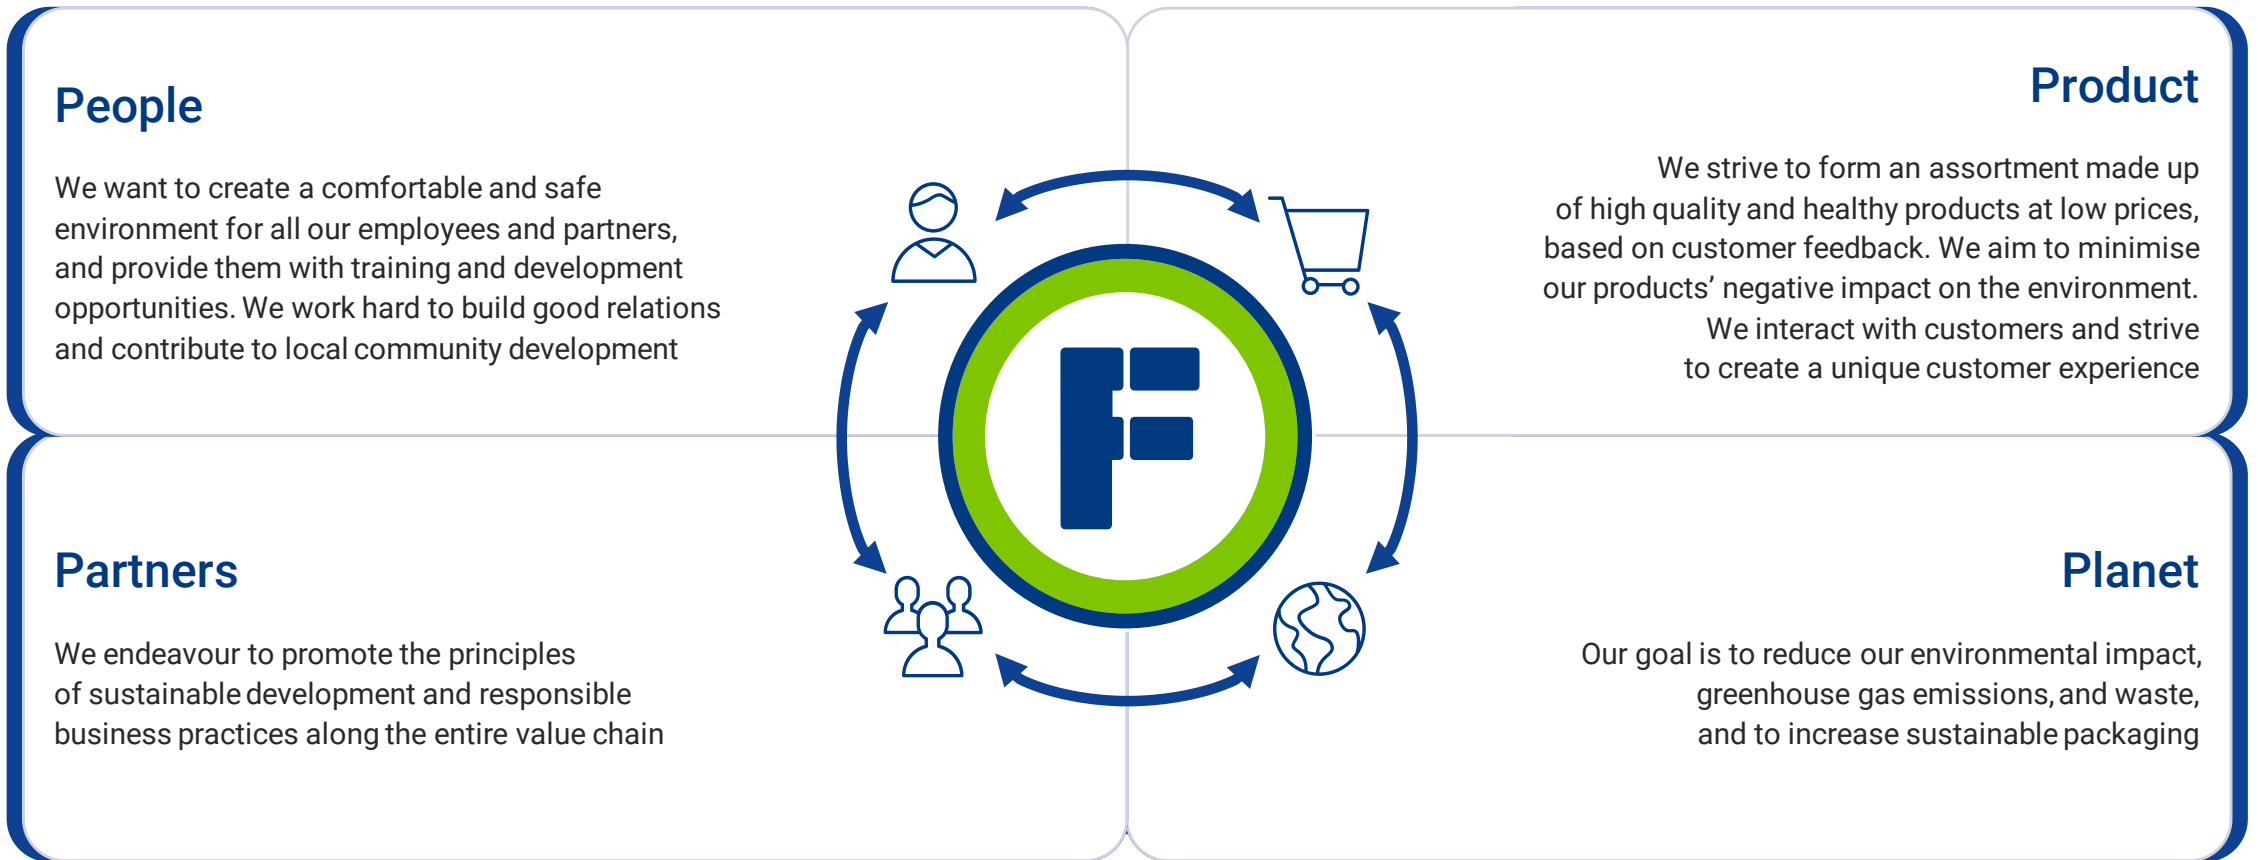 People
We want to create a comfortable and safe
environment for all our employees and partners,
and provide them with training and development
opportunities. We work hard to build good relations
and contribute to local community development
Product
We strive to form an assortment made up
of high quality and healthy products at low prices,
based on customer feedback. We aim to minimise
our products’ negative impact on the environment.
We interact with customers and strive
to create a unique customer experience
F
Partners
We endeavour to promote the principles
of sustainable development and responsible
business practices along the entire value chain
Planet
Our goal is to reduce our environmental impact,
greenhouse gas emissions, and waste,
and to increase sustainable packaging